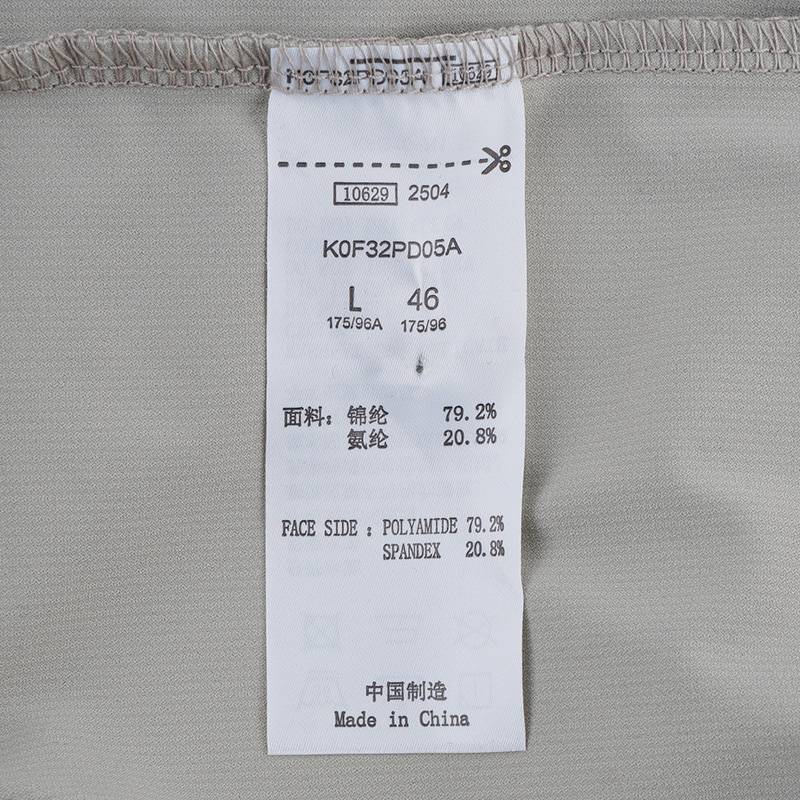 10629 2504
K0F32PD05A
L 46
175/96A 175/96
面料: 锦纶 79.2%
氨纶 20.8%
FACE SIDE : POLYAMIDE 79.2%
SPANDEX 20.8%
中国制造
Made in China